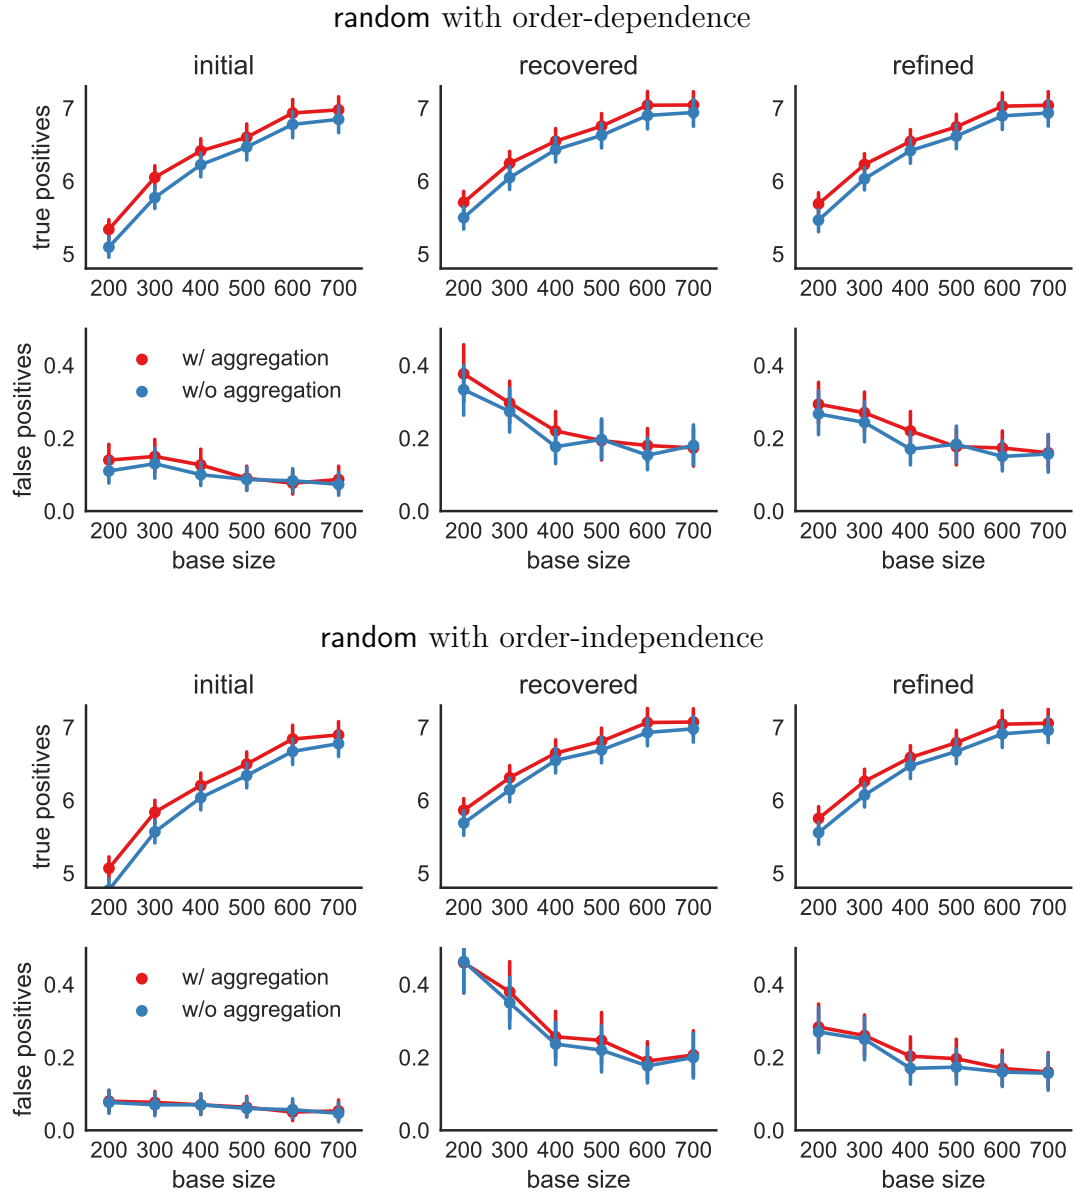 random with order-dependence
initial recovered refined
true positives
7 7 7
6 6 6
5 5 5
200 300 400 500 600 700 200 300 400 500 600 700 200 300 400 500 600 700
false positives
0.4 w/ aggregation 0.4 0.4
w/o aggregation
0.2 0.2 0.2
0.0 0.0 0.0
200 300 400 500 600 700 200 300 400 500 600 700 200 300 400 500 600 700
base size base size base size
random with order-independence
initial recovered refined
true positives
7 7 7
6 6 6
5 5 5
200 300 400 500 600 700 200 300 400 500 600 700 200 300 400 500 600 700
false positives
0.4 w/ aggregation 0.4 0.4
w/o aggregation
0.2 0.2 0.2
0.0 0.0 0.0
200 300 400 500 600 700 200 300 400 500 600 700 200 300 400 500 600 700
base size base size base size